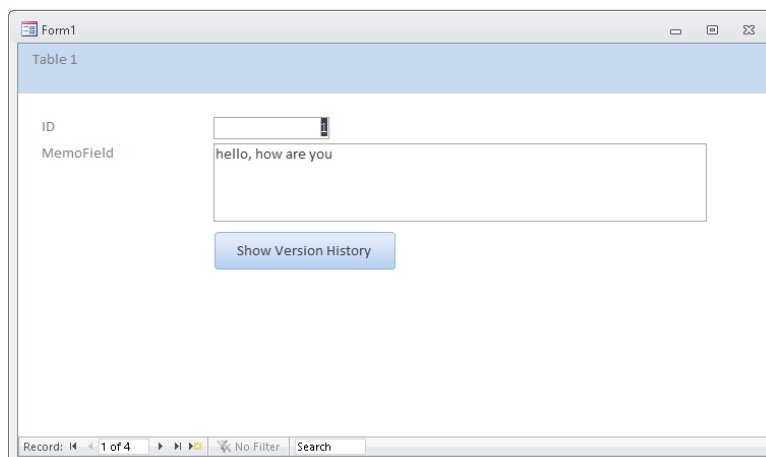 Form1
Table 1
ID 1
MemoField hello, how are you
Show Version History
Record: 1 of 4 No Filter Search